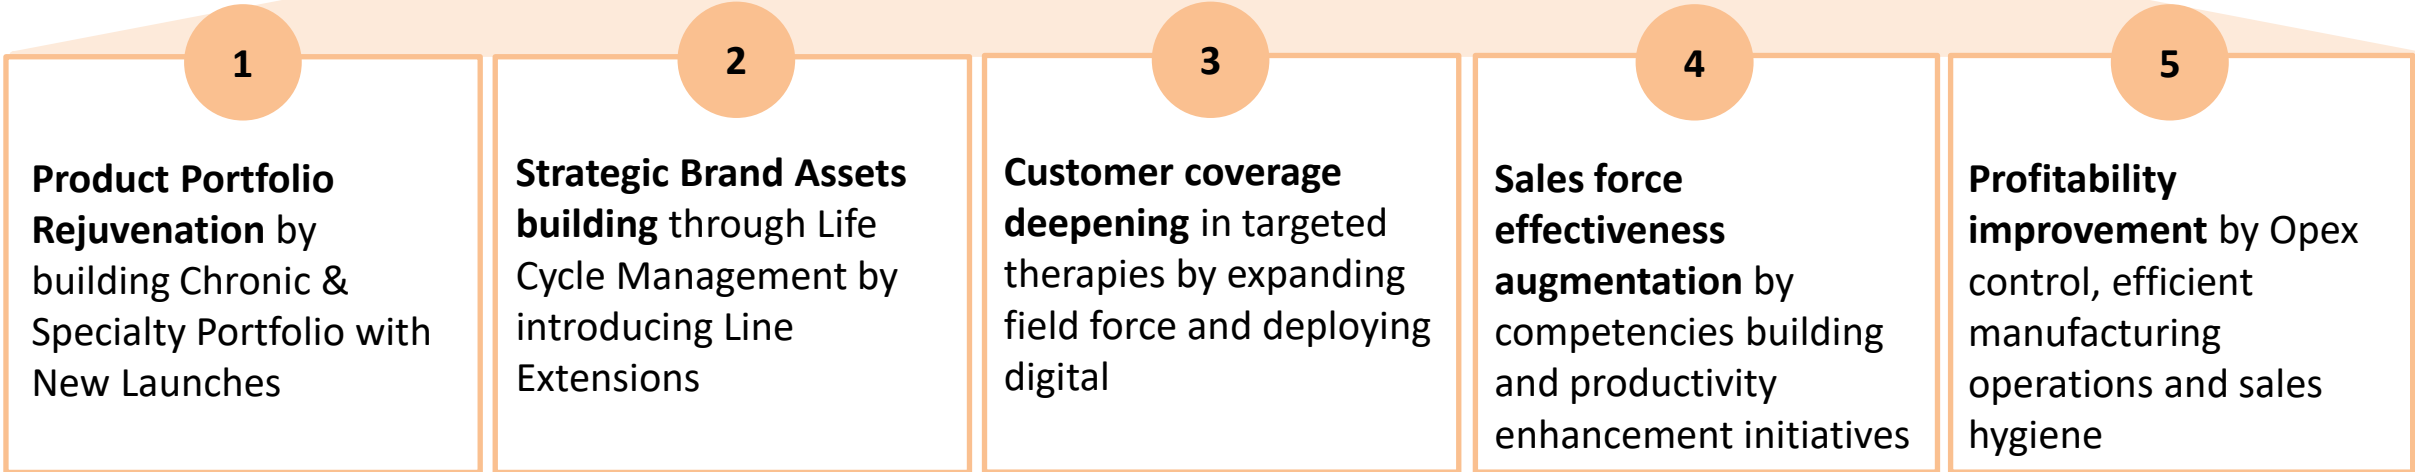 1
Product Portfolio
Rejuvenation by
building Chronic &
Specialty Portfolio with
New Launches
2
Strategic Brand Assets
building through Life
Cycle Management by
introducing Line
Extensions
3
Customer coverage
deepening in targeted
therapies by expanding
field force and deploying
digital
4
Sales force
effectiveness
augmentation by
competencies building
and productivity
enhancement initiatives
5
Profitability
improvement by Opex
control, efficient
manufacturing
operations and sales
hygiene